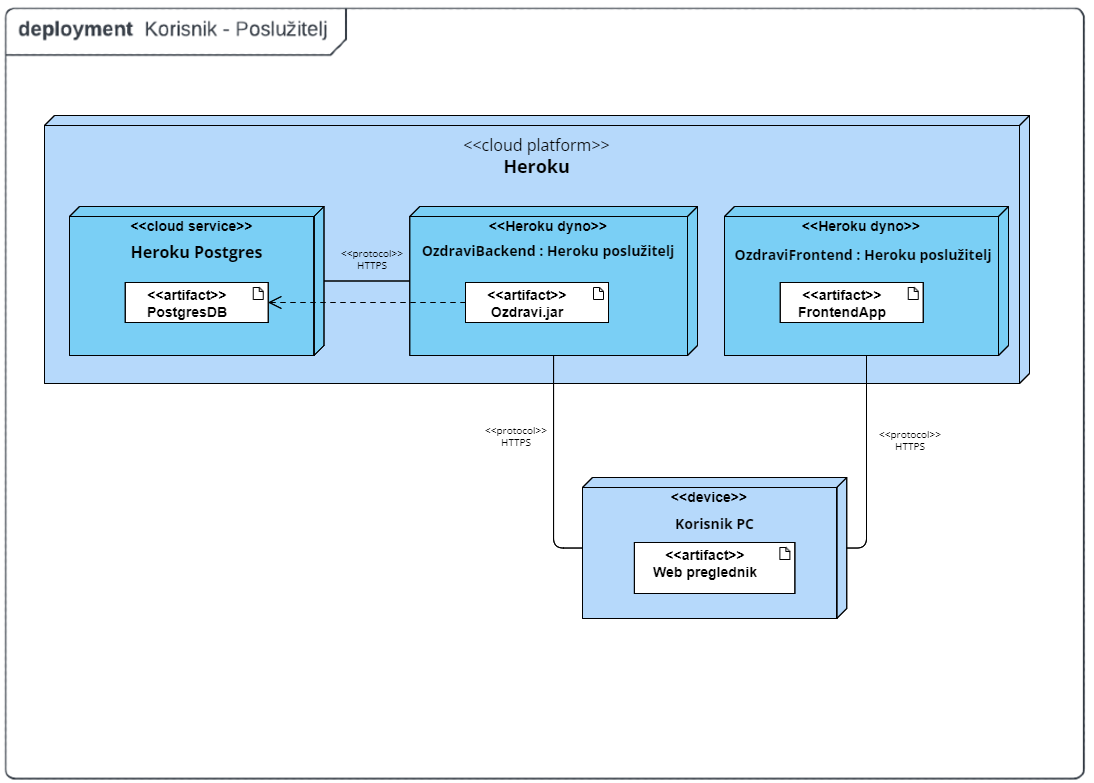 deployment Korisnik - Poslužitelj
<<cloud platform>>
Heroku
<<cloud service>>
Heroku Postgres
<<artifact>>
PostgresDB
<<protocol>>
HTTPS
<<Heroku dyno>>
OzdraviBackend : Heroku poslužitelj
<<artifact>>
Ozdravi.jar
<<Heroku dyno>>
OzdraviFrontend : Heroku poslužitelj
<<artifact>>
FrontendApp
<<protocol>>
HTTPS
<<protocol>>
HTTPS
<<device>>
Korisnik PC
<<artifact>>
Web preglednik